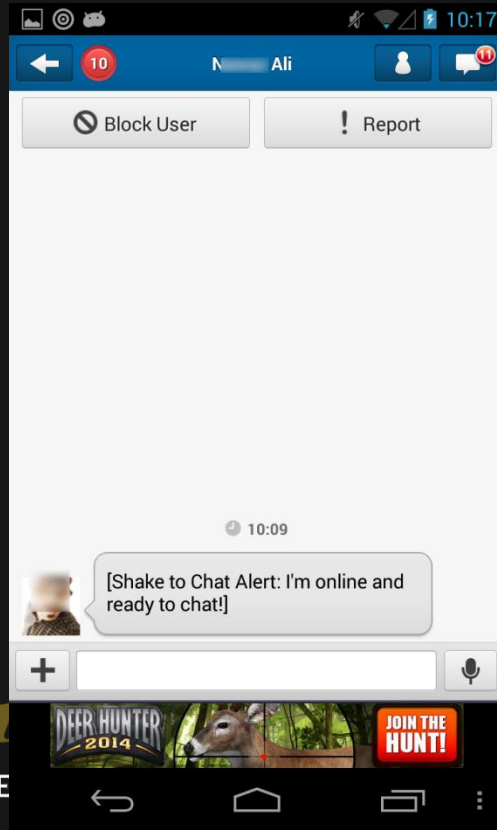 10:17
10
Ali
11
Block User
! Report
10:09
[Shake to Chat Alert: I'm online and
ready to chat!]
DEER HUNTER
2014
JOIN THE
HUNT!
E